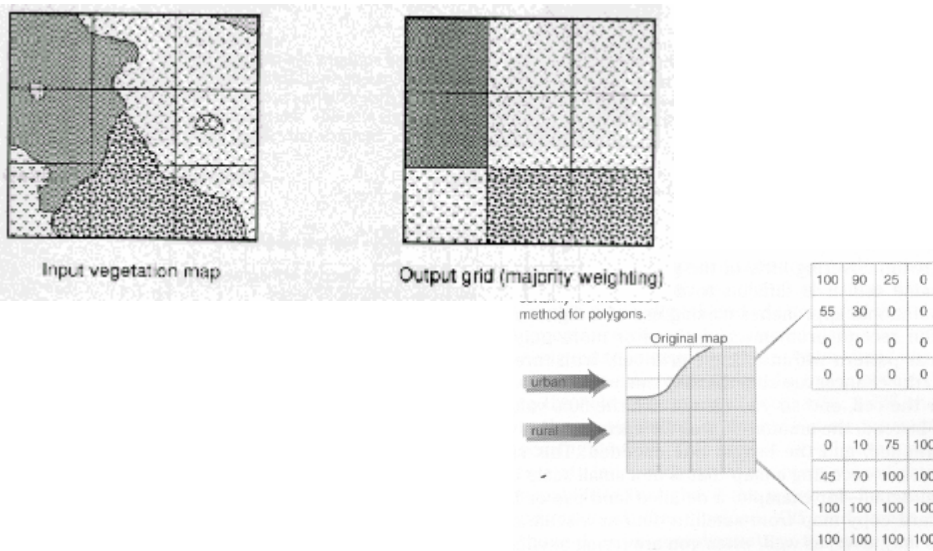 Input vegetation map
Output grid (majority weighting)
method for polygons.
Original map
urban
rural
100 90 25 0
55 30 0 0
0 0 0 0
0 0 0 0
0 10 75 100
45 70 100 100
100 100 100 100
100 100 100 100